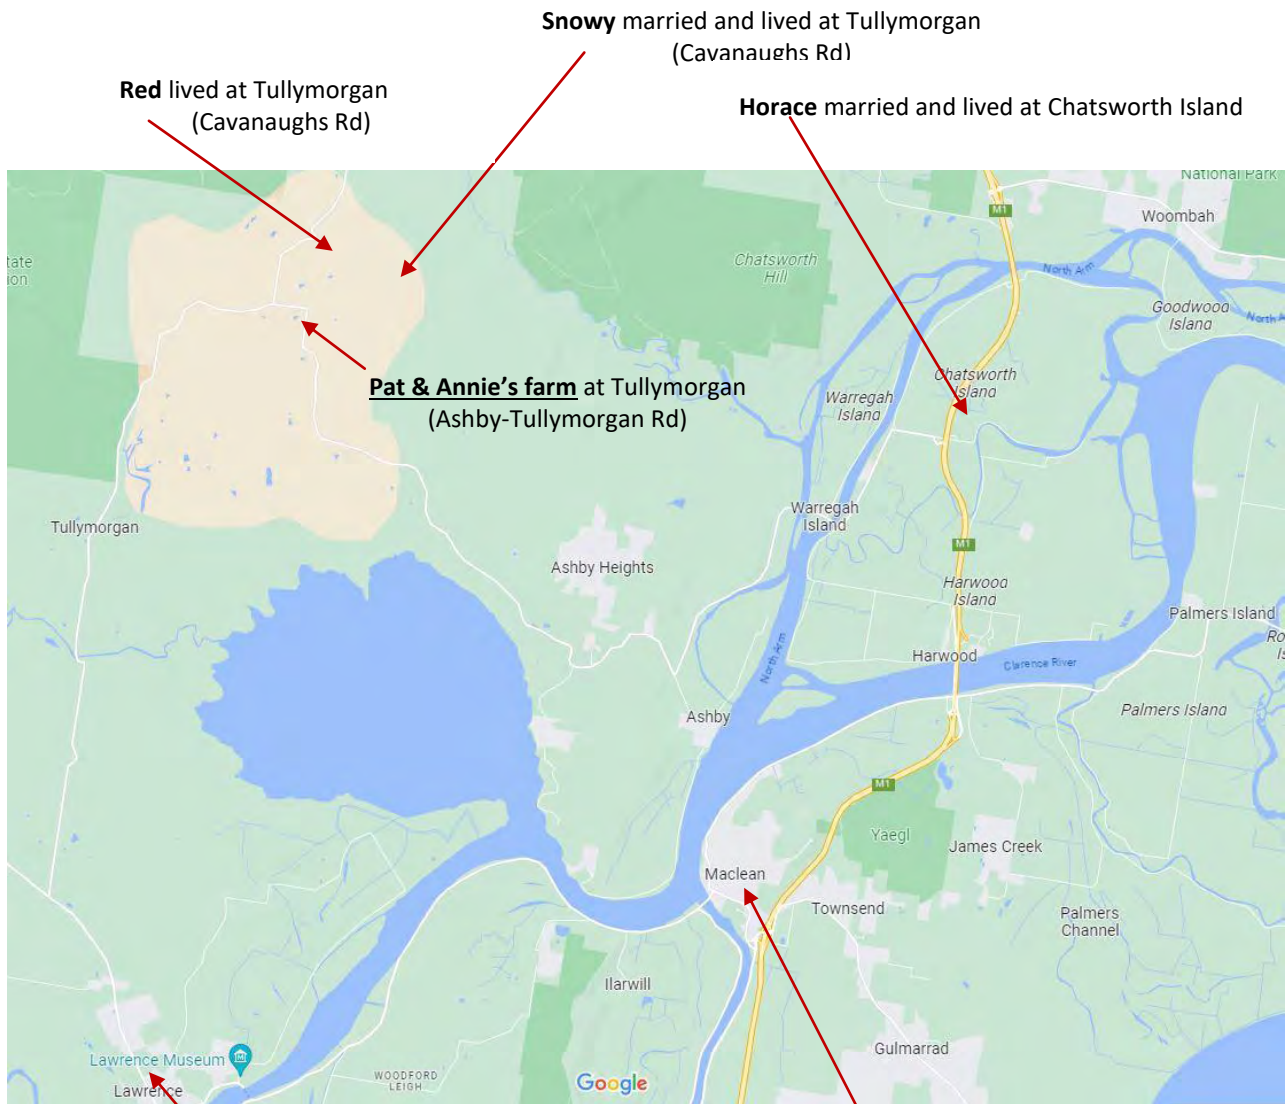 Snowy married and lived at Tullymorgan
(Cavanaughs Rd)
Red lived at Tullymorgan
(Cavanaughs Rd)
Horace married and lived at Chatsworth Island
National Park
M1
Woombah
tate
ion
Chatsworth
Hill
North Arm
Goodwood
Island
North A
Chatsworth
Island
Pat & Annie’s farm at Tullymorgan
(Ashby-Tullymorgan Rd)
Warregah
Island
Warregah
Island
Tullymorgan
M1
Ashby Heights
Harwood
Island
Palmers Island
Ro
Is
North Arm
Harwood
Clarence River
Ashby
Palmers Island
M1
Yaegl
James Creek
Maclean
Townsend
Palmers
Channel
Ilarwill
Gulmarrad
Lawrence Museum
Lawrence
WOODFORD
LEIGH
Google